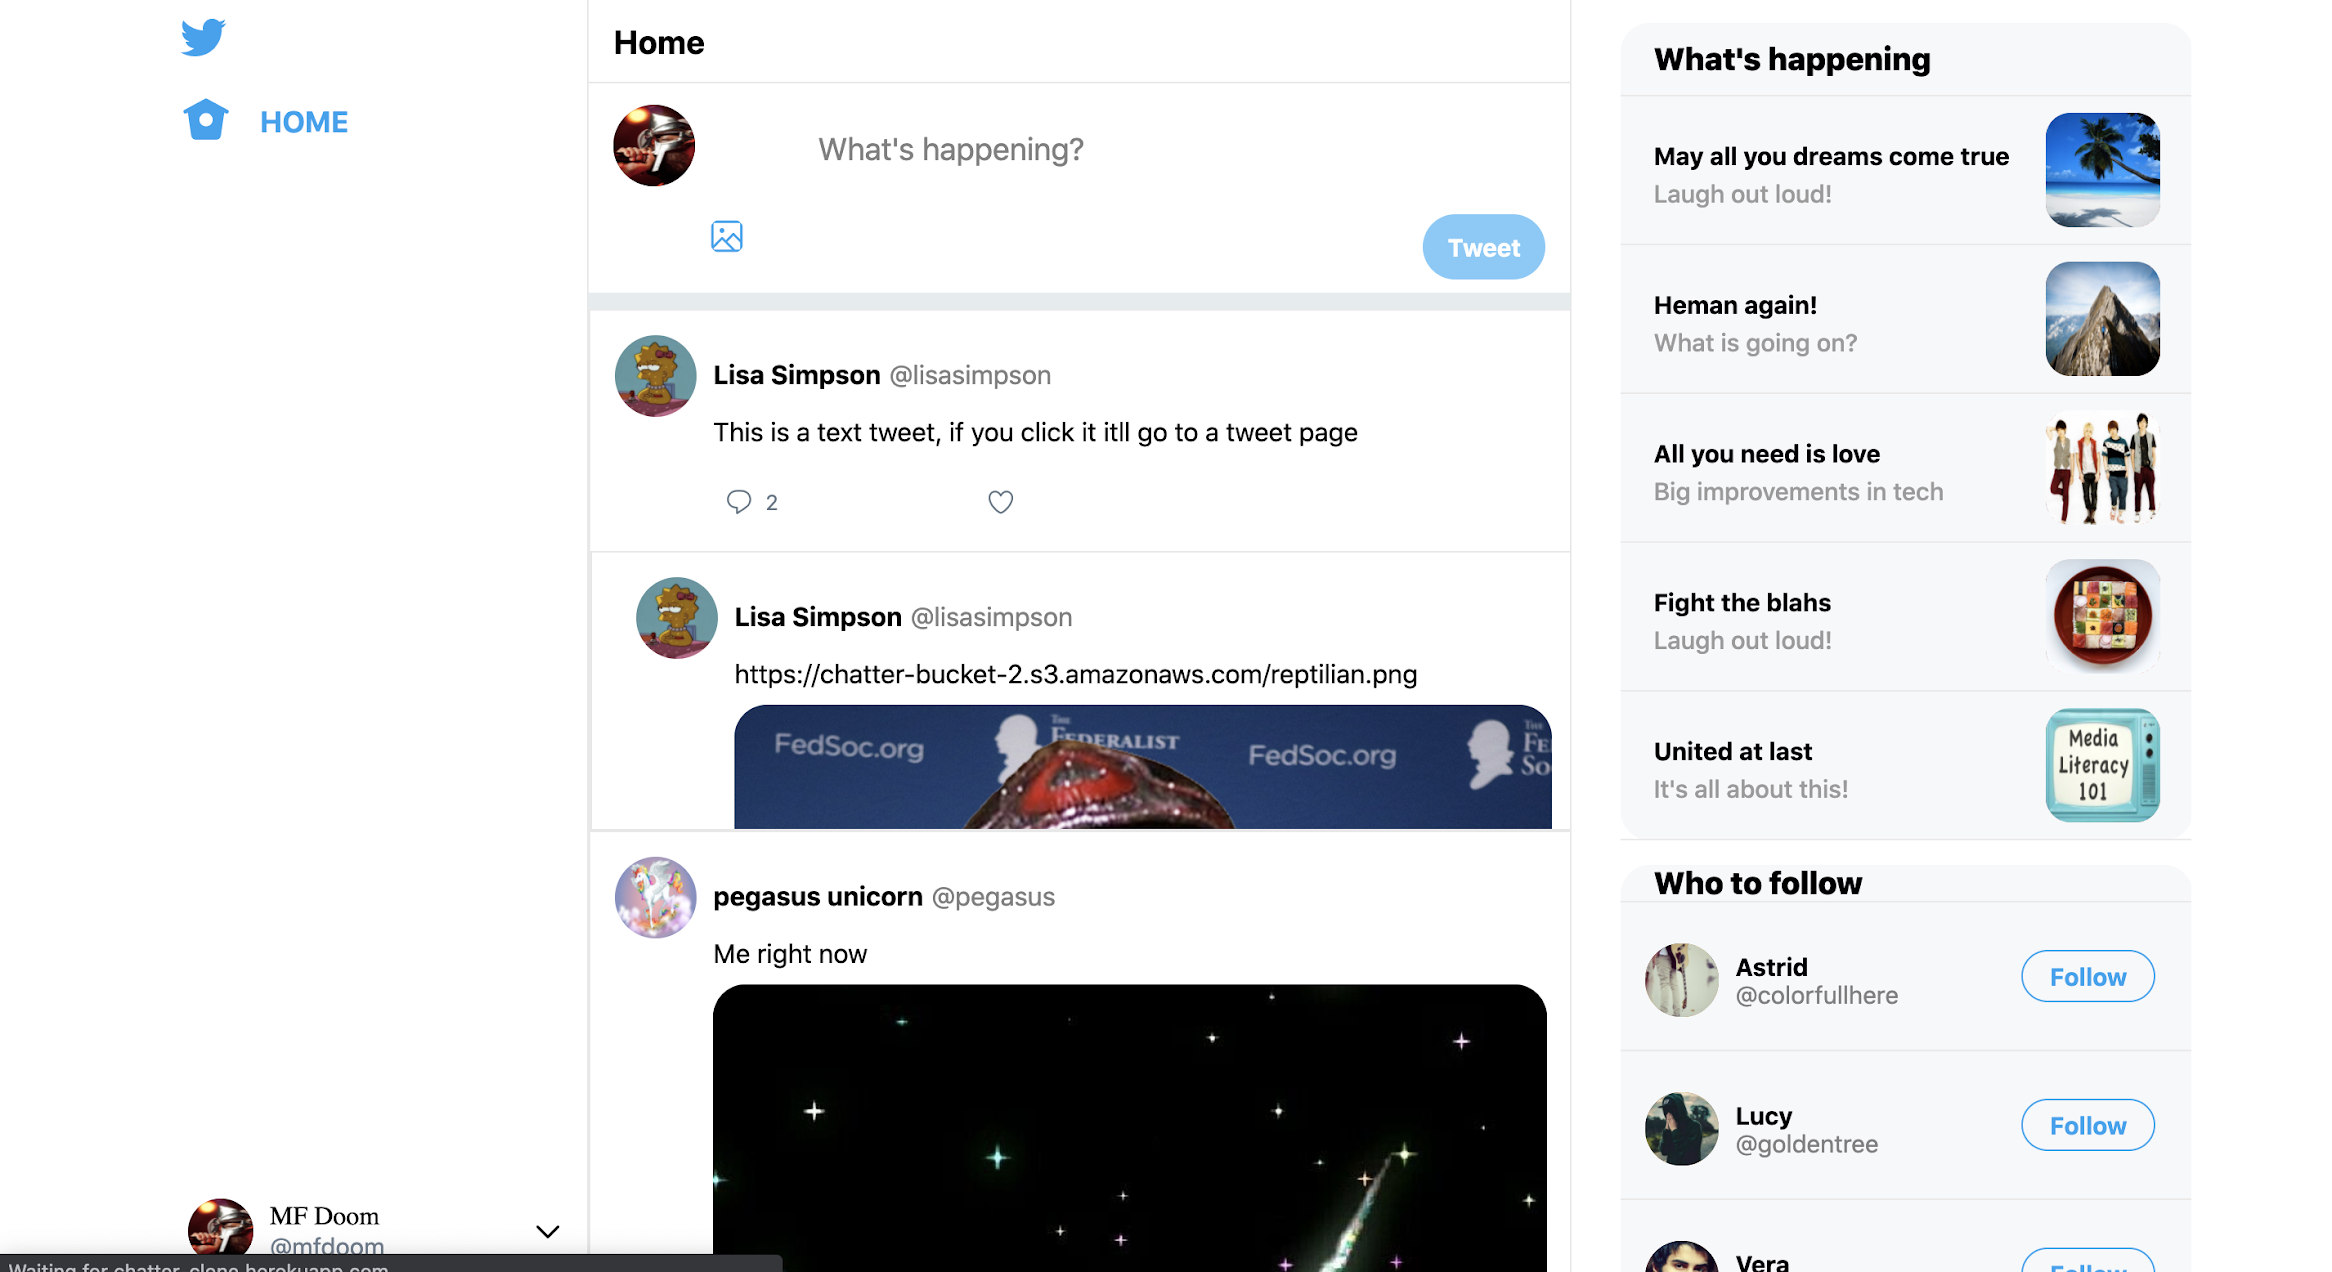 HOME
MF Doom
@mfdoom
Waiting for chatter-clone.herokuapp.com
Home
What's happening?
Tweet
Lisa Simpson @lisasimpson
This is a text tweet, if you click it itll go to a tweet page
2
Lisa Simpson @lisasimpson
https://chatter-bucket-2.s3.amazonaws.com/reptilian.png
FedSoc.org
THE
FEDERALIST
FedSoc.org
pegasus unicorn @pegasus
Me right now
What's happening
May all you dreams come true
Laugh out loud!
Heman again!
What is going on?
All you need is love
Big improvements in tech
Fight the blahs
Laugh out loud!
United at last
It's all about this!
Media
Literacy
101
Who to follow
Astrid
@colorfullhere
Follow
Lucy
@goldentree
Follow
Vera
Follow